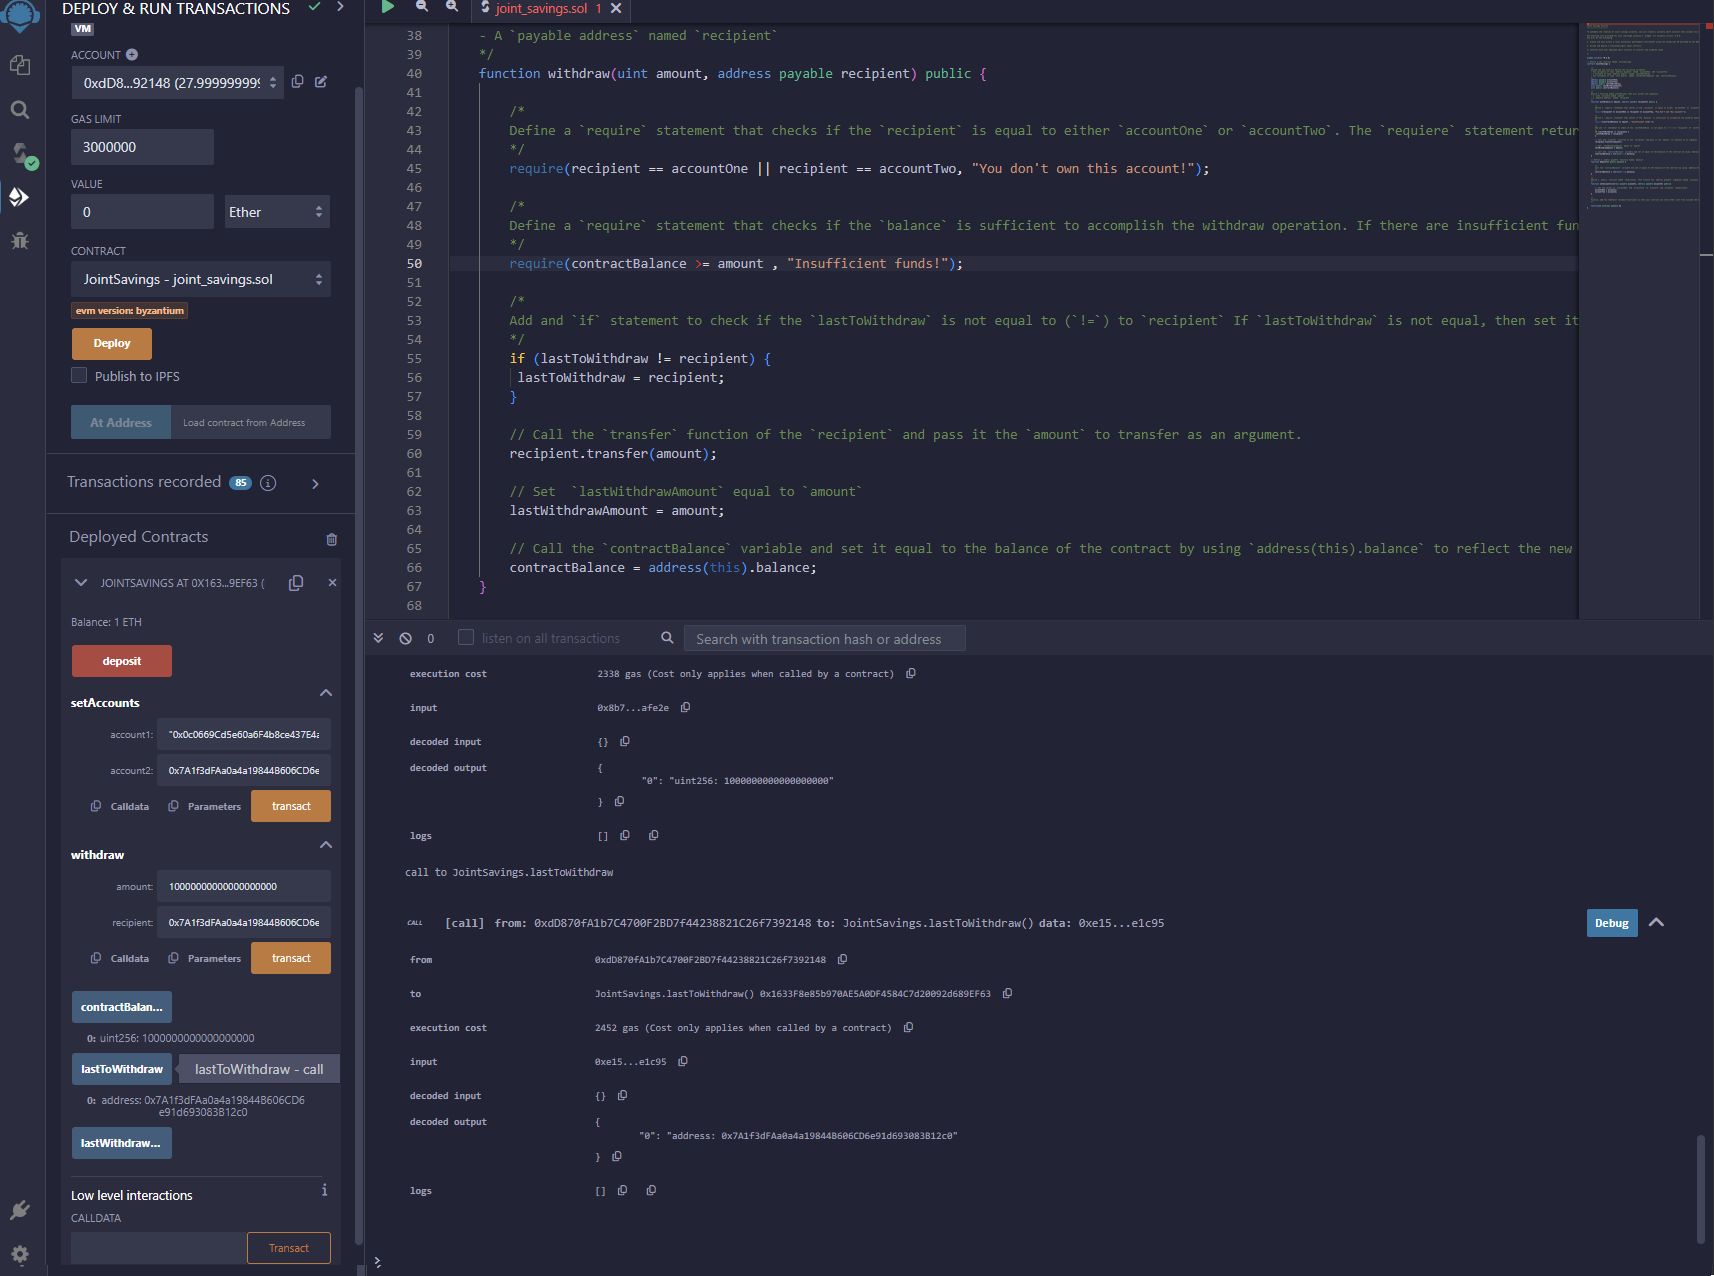 DEPLOY & RUN TRANSACTIONS
VM
ACCOUNT
0xdD8...92148 (27.999999999
GAS LIMIT
3000000
VALUE
0
Ether
CONTRACT
JointSavings - joint_savings.sol
evm version: byzantium
Deploy
Publish to IPFS
At Address
Load contract from Address
Transactions recorded 85
Deployed Contracts
JOINTSAVINGS AT 0X163...9EF63 (
Balance: 1 ETH
deposit
setAccounts
account1: "0x0c0669Cd5e60a6F4b8ce437E4a
account2: 0x7A1f3dFAa0a4a19844B606CD6e
Calldata
Parameters
transact
withdraw
amount: 10000000000000000000
recipient: 0x7A1f3dFAa0a4a19844B606CD6e
Calldata
Parameters
transact
contractBalan...
0: uint256: 1000000000000000000
lastToWithdraw
lastToWithdraw - call
0: address: 0x7A1f3dFAa0a4a19844B606CD6
e91d693083B12c0
lastWithdraw...
Low level interactions
CALLDATA
Transact
joint_savings.sol 1
38 - A `payable address` named `recipient`
39 */
40 function withdraw(uint amount, address payable recipient) public {
41
42 /*
43 Define a `require` statement that checks if the `recipient` is equal to either `accountOne` or `accountTwo`. The `requiere` statement retur
44 */
45 require(recipient == accountOne || recipient == accountTwo, "You don't own this account!");
46
47 /*
48 Define a `require` statement that checks if the `balance` is sufficient to accomplish the withdraw operation. If there are insufficient fun
49 */
50 require(contractBalance >= amount , "Insufficient funds!");
51
52 /*
53 Add and `if` statement to check if the `lastToWithdraw` is not equal to (`!=`) to `recipient` If `lastToWithdraw` is not equal, then set it
54 */
55 if (lastToWithdraw != recipient) {
56 lastToWithdraw = recipient;
57 }
58
59 // Call the `transfer` function of the `recipient` and pass it the `amount` to transfer as an argument.
60 recipient.transfer(amount);
61
62 // Set  `lastWithdrawAmount` equal to `amount`
63 lastWithdrawAmount = amount;
64
65 // Call the `contractBalance` variable and set it equal to the balance of the contract by using `address(this).balance` to reflect the new
66 contractBalance = address(this).balance;
67 }
68
0
listen on all transactions
Search with transaction hash or address
execution cost 2338 gas (Cost only applies when called by a contract)
input 0x8b7...afe2e
decoded input {}
decoded output {
"0": "uint256: 1000000000000000000"
}
logs []
call to JointSavings.lastToWithdraw
CALL [call] from: 0xdD870fA1b7C4700F2BD7f44238821C26f7392148 to: JointSavings.lastToWithdraw() data: 0xe15...e1c95
Debug
from 0xdD870fA1b7C4700F2BD7f44238821C26f7392148
to JointSavings.lastToWithdraw() 0x1633F8e85b970AE5A0DF4584C7d20092d689EF63
execution cost 2452 gas (Cost only applies when called by a contract)
input 0xe15...e1c95
decoded input {}
decoded output {
"0": "address: 0x7A1f3dFAa0a4a19844B606CD6e91d693083B12c0"
}
logs []